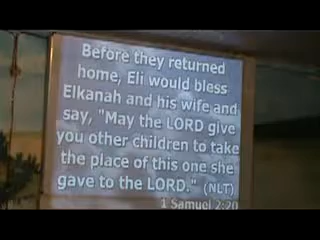 Before they returned
home, Eli would bless
Elkanah and his wife and
say, "May the LORD give
you other children to take
the place of this one she
gave to the LORD." (NLT)
1 Samuel 2:20